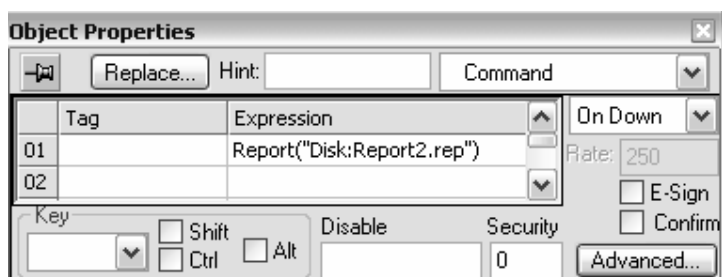 Object Properties
Replace... Hint: Command
Tag Expression On Down
01 Report("Disk:Report2.rep") Rate: 250
02 E-Sign
Key Shift Disable Security Confirm
Ctrl Alt 0 Advanced...